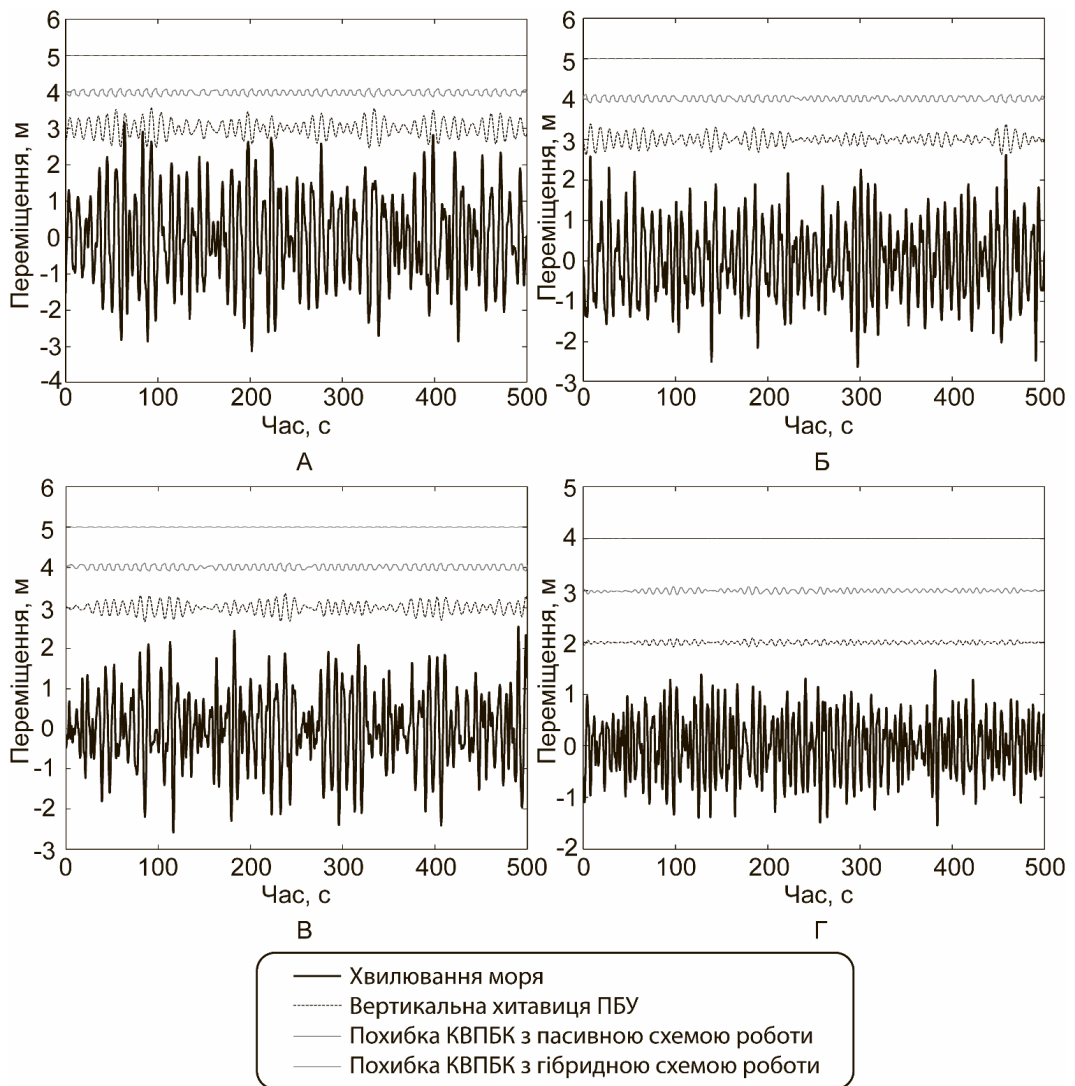 6
5
4
3
2
1
0
-1
-2
-3
-4
Переміщення, м
0 100 200 300 400 500
Час, с
А
6
5
4
3
2
1
0
-1
-2
-3
Переміщення, м
0 100 200 300 400 500
Час, с
Б
6
5
4
3
2
1
0
-1
-2
-3
Переміщення, м
0 100 200 300 400 500
Час, с
В
5
4
3
2
1
0
-1
-2
Переміщення, м
0 100 200 300 400 500
Час, с
Г
Хвилювання моря
Вертикальна хитавиця ПБУ
Похибка КВПБК з пасивною схемою роботи
Похибка КВПБК з гібридною схемою роботи